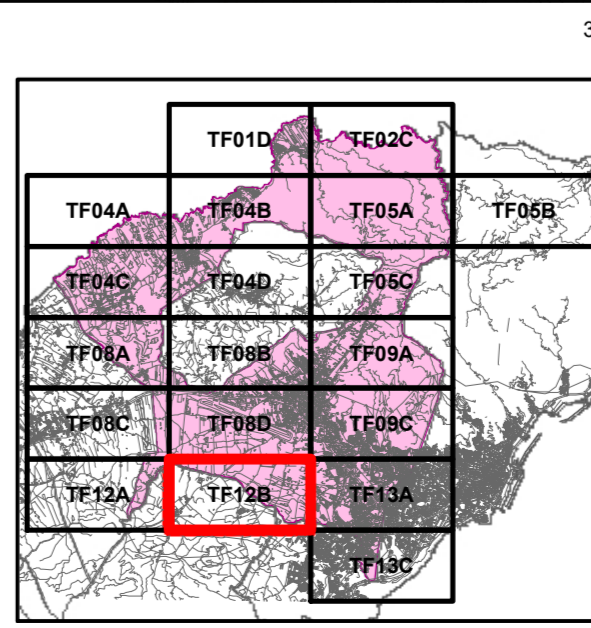 3
TF01D TF02C
TF04A TF04B TF05A TF05B
TF04C TF04D TF05C
TF08A TF08B TF09A
TF08C TF08D TF09C
TF12A TF12B TF13A
TF13C